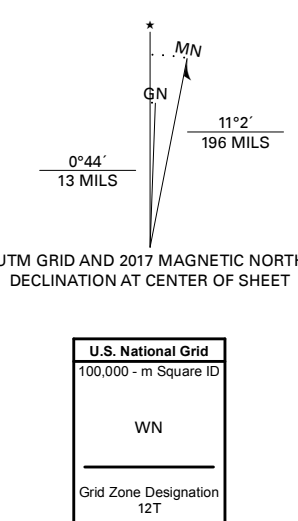 ★
MN
GN
11°2´
196 MILS
0°44´
13 MILS
UTM GRID AND 2017 MAGNETIC NORTH
DECLINATION AT CENTER OF SHEET
U.S. National Grid
100,000 - m Square ID
WN
Grid Zone Designation
12T